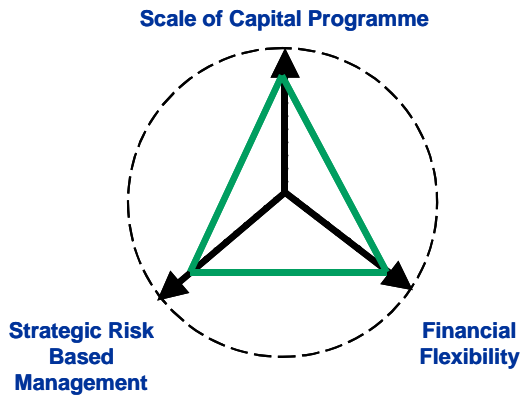 Scale of Capital Programme
Strategic Risk
Based
Management
Financial
Flexibility